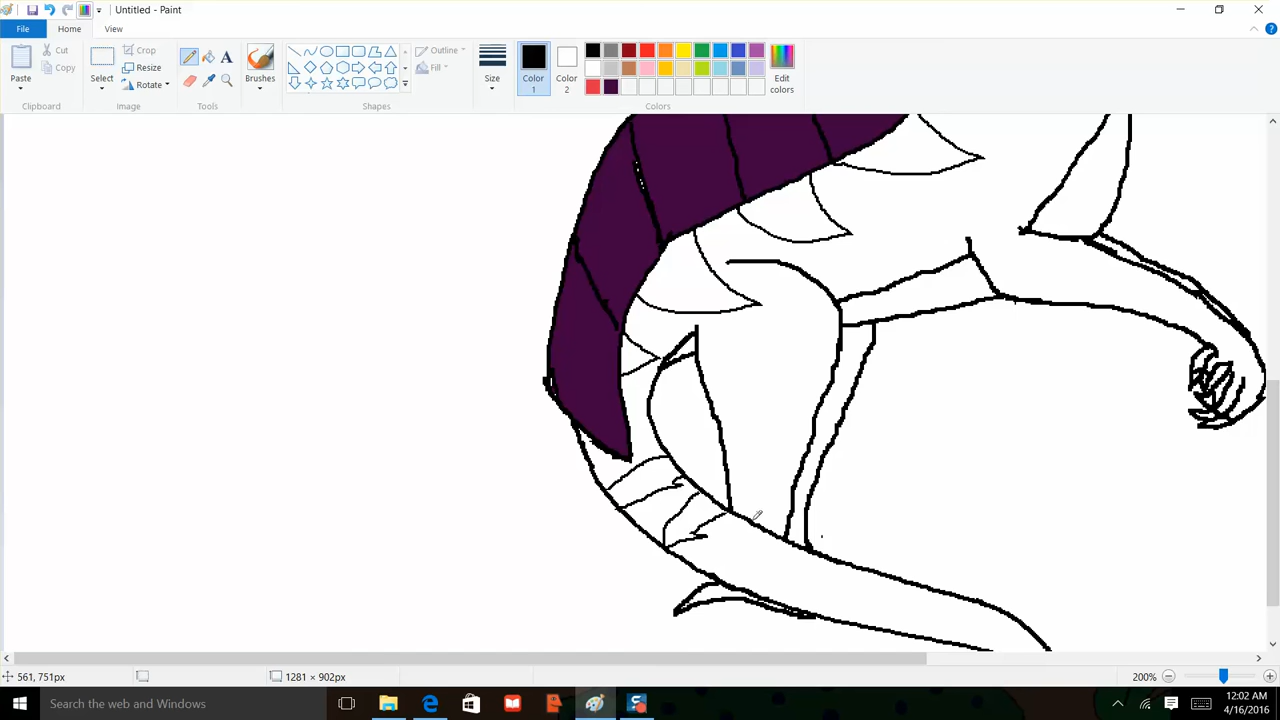 Untitled - Paint
File Home View
Paste
Cut
Copy
Clipboard
Select
Crop
Resize
Rotate
Image
A
Tools
Brushes
Outline
Fill
Shapes
Size
Color 1
Color 2
Edit colors
Colors
561, 751px
1281 × 902px
200%
Search the web and Windows
12:02 AM
4/16/2016